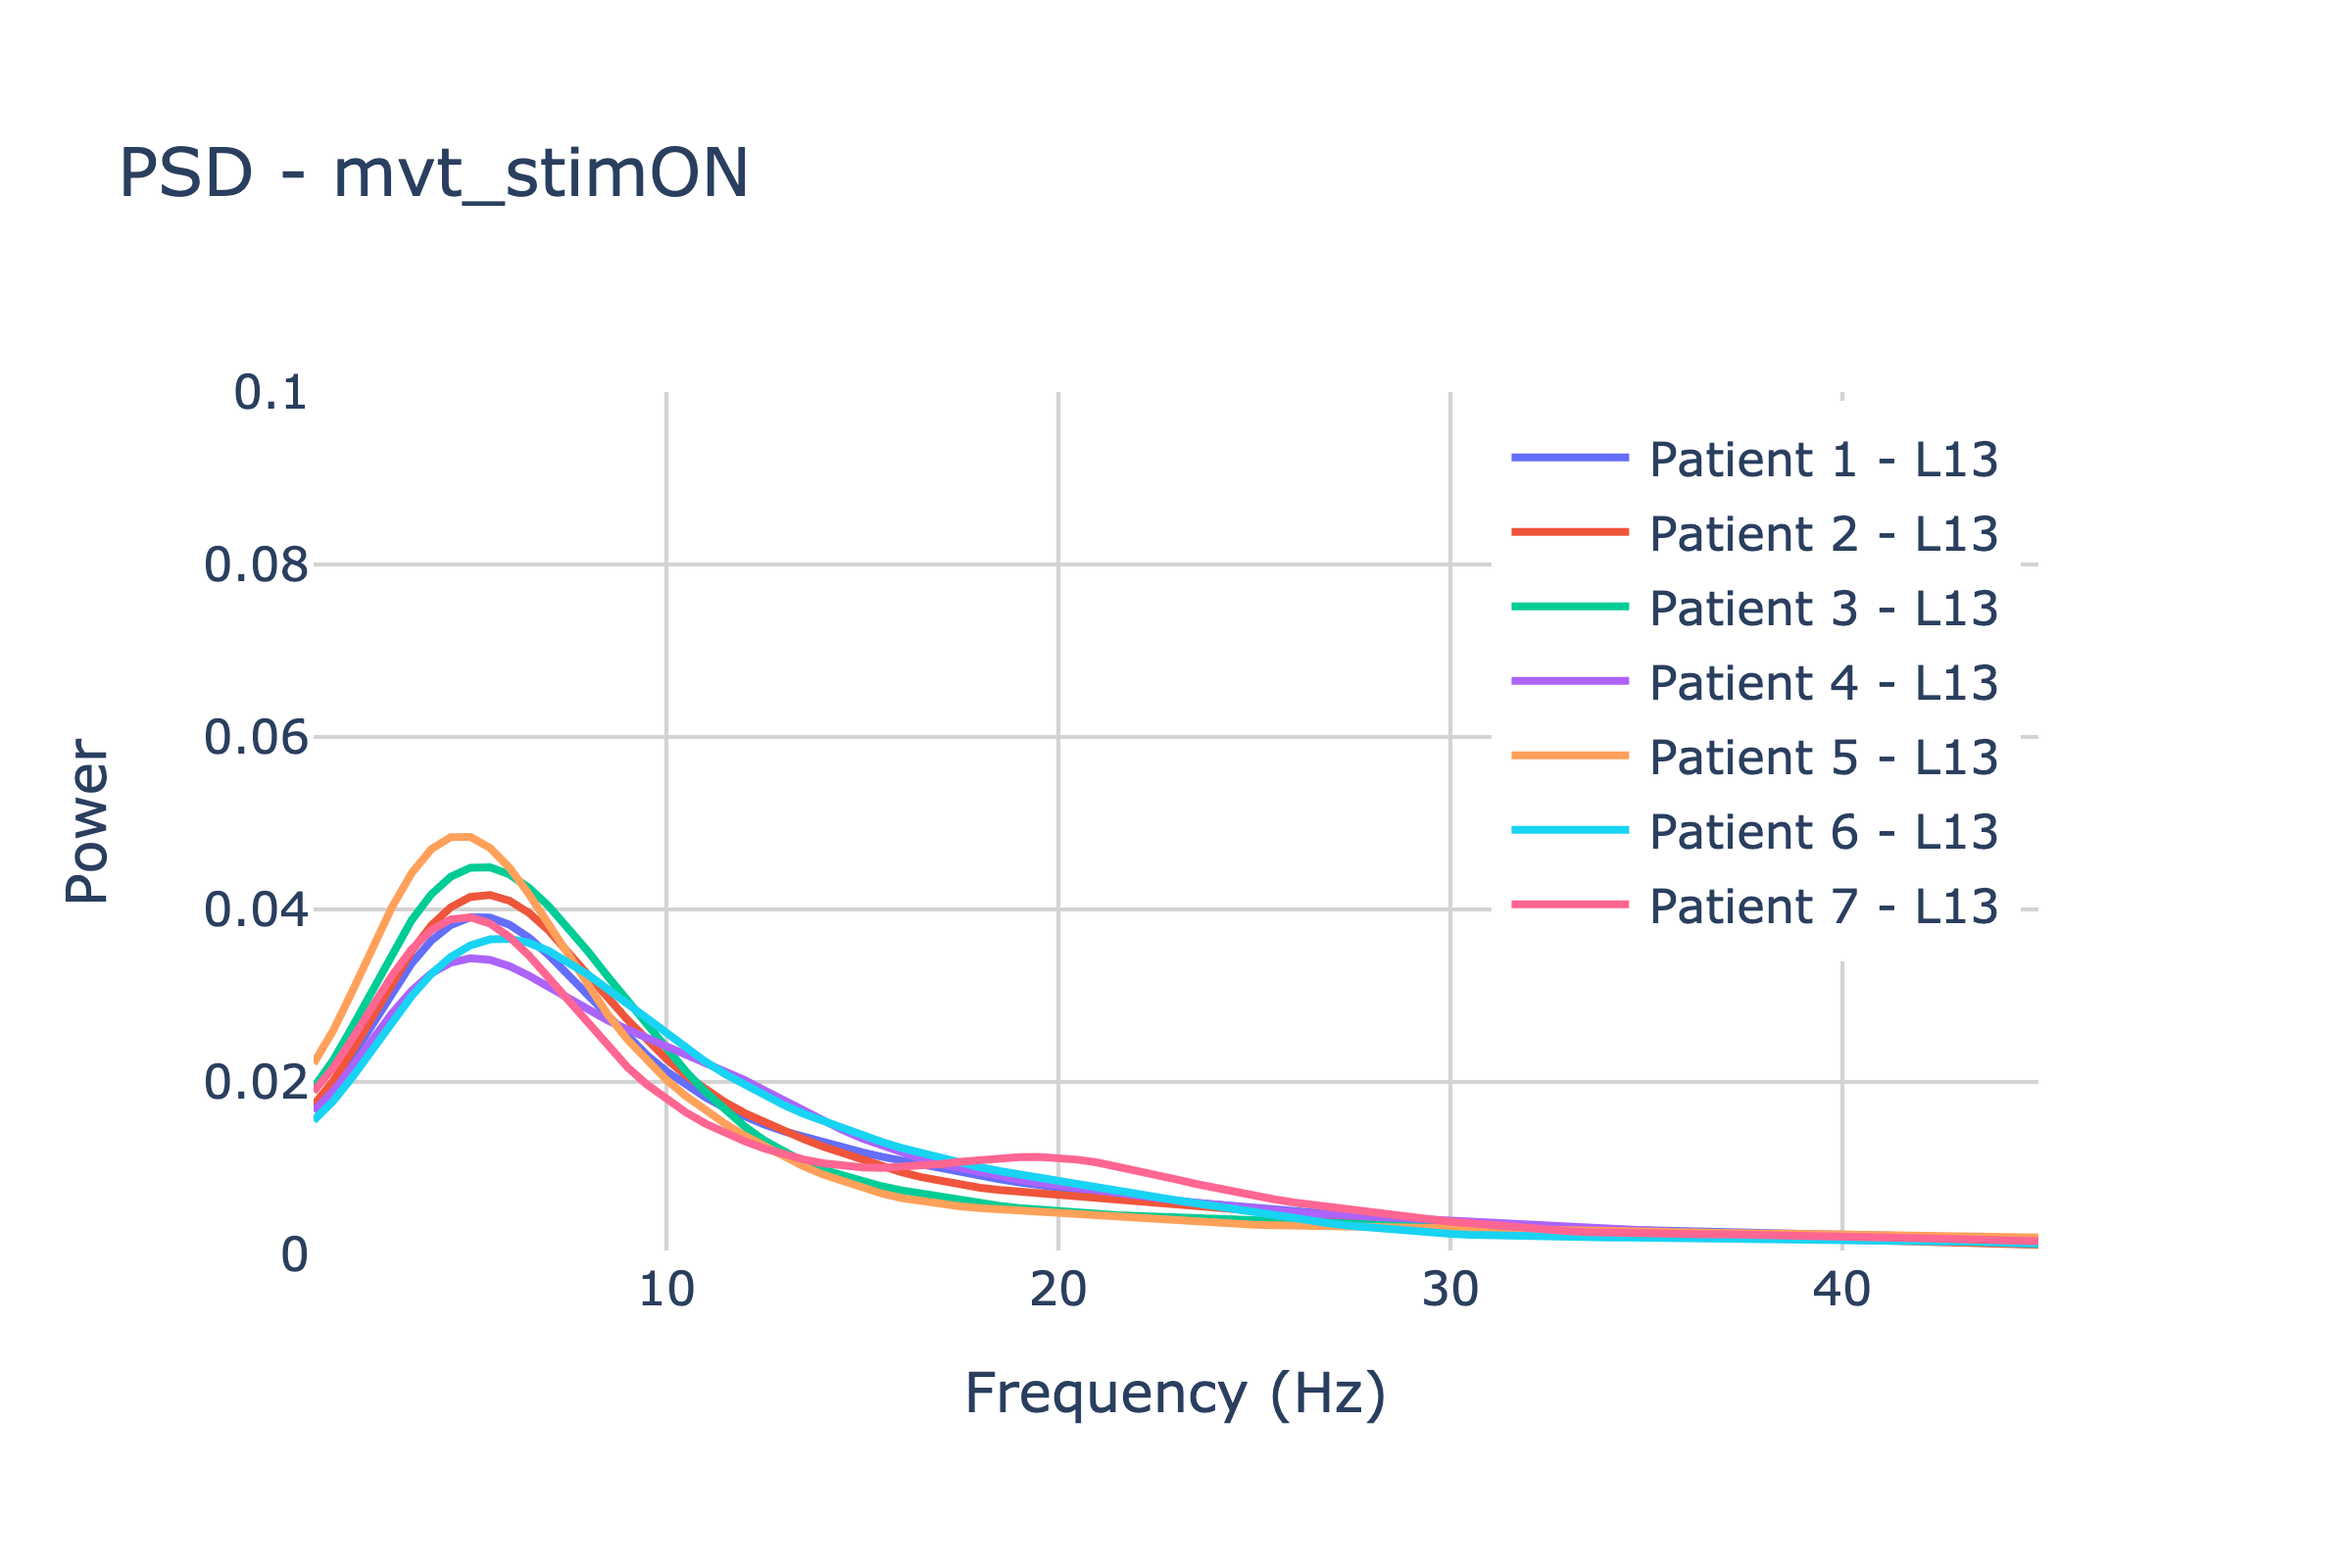 PSD - mvt_stimON
0.1
0.08
0.06
0.04
0.02
0
Power
10
20
30
40
Frequency (Hz)
Patient 1 - L13
Patient 2 - L13
Patient 3 - L13
Patient 4 - L13
Patient 5 - L13
Patient 6 - L13
Patient 7 - L13